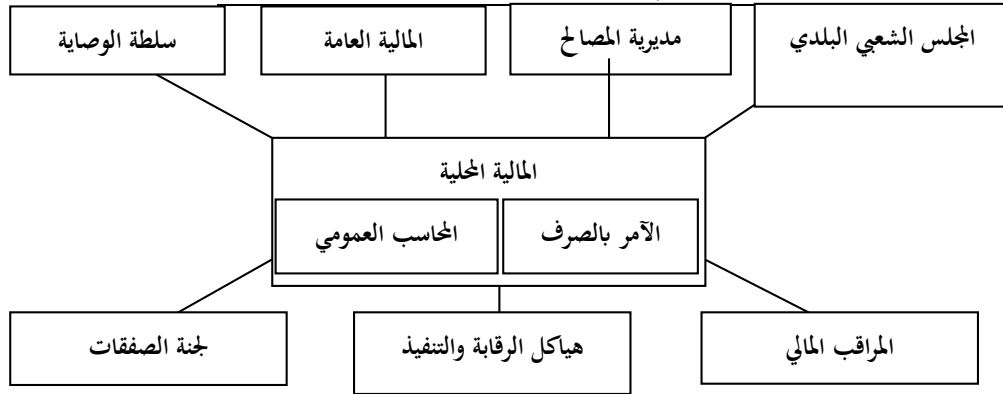 المجلس الشعبي البلدي
مديرية المصالح
المالية العامة
سلطة الوصاية
المالية المحلية
الآمر بالصرف
المحاسب العمومي
المراقب المالي
هياكل الرقابة والتنفيذ
لجنة الصفقات